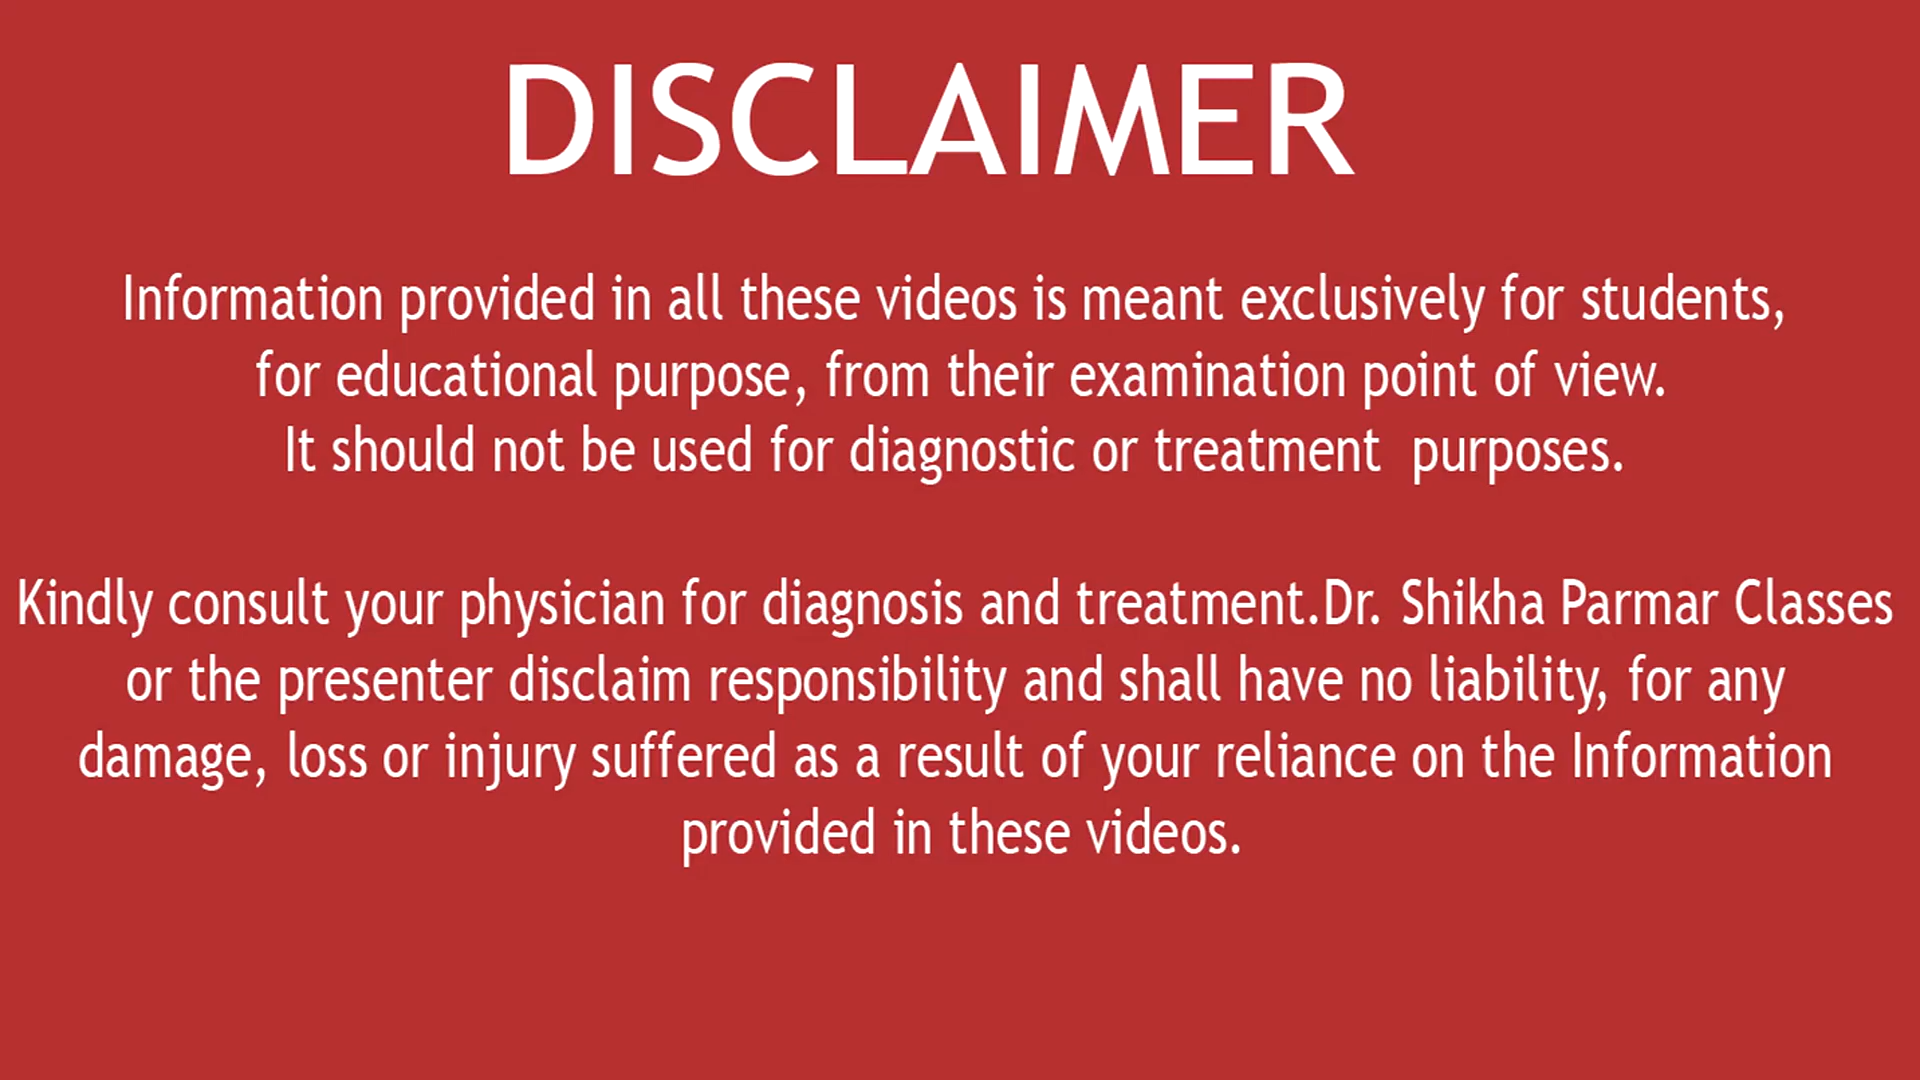 DISCLAIMER
Information provided in all these videos is meant exclusively for students,
for educational purpose, from their examination point of view.
It should not be used for diagnostic or treatment  purposes.
Kindly consult your physician for diagnosis and treatment.Dr. Shikha Parmar Classes
or the presenter disclaim responsibility and shall have no liability, for any
damage, loss or injury suffered as a result of your reliance on the Information
provided in these videos.